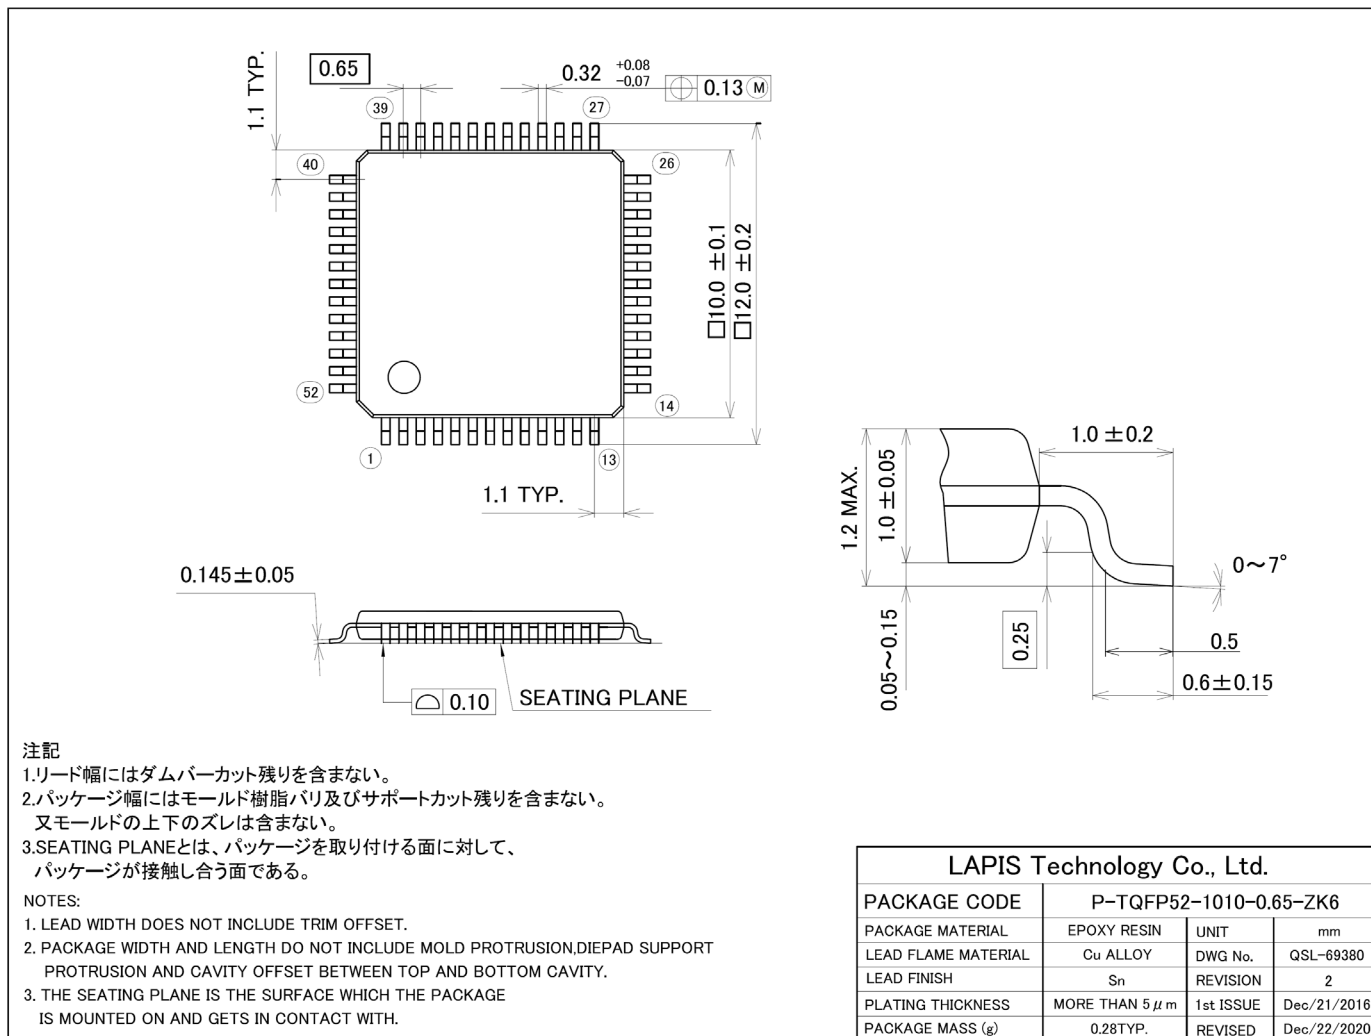 1.1 TYP.
0.65
0.32 +0.08 -0.07
0.13 Ⓜ
39
27
40
26
□10.0 ±0.1
□12.0 ±0.2
52
14
1
13
1.1 TYP.
1.2 MAX.
1.0 ±0.05
1.0 ±0.2
0.05~0.15
0.25
0~7°
0.5
0.6±0.15
0.145±0.05
0.10
SEATING PLANE
注記
1.リード幅にはダムバーカット残りを含まない。
2.パッケージ幅にはモールド樹脂バリ及びサポートカット残りを含まない。
又モールドの上下のズレは含まない。
3.SEATING PLANEとは、パッケージを取り付ける面に対して、
パッケージが接触し合う面である。
NOTES:
1. LEAD WIDTH DOES NOT INCLUDE TRIM OFFSET.
2. PACKAGE WIDTH AND LENGTH DO NOT INCLUDE MOLD PROTRUSION,DIEPAD SUPPORT
PROTRUSION AND CAVITY OFFSET BETWEEN TOP AND BOTTOM CAVITY.
3. THE SEATING PLANE IS THE SURFACE WHICH THE PACKAGE
IS MOUNTED ON AND GETS IN CONTACT WITH.
LAPIS Technology Co., Ltd.
PACKAGE CODE P-TQFP52-1010-0.65-ZK6
PACKAGE MATERIAL EPOXY RESIN UNIT mm
LEAD FLAME MATERIAL Cu ALLOY DWG No. QSL-69380
LEAD FINISH Sn REVISION 2
PLATING THICKNESS MORE THAN 5μm 1st ISSUE Dec/21/2016
PACKAGE MASS (g) 0.28TYP. REVISED Dec/22/2020